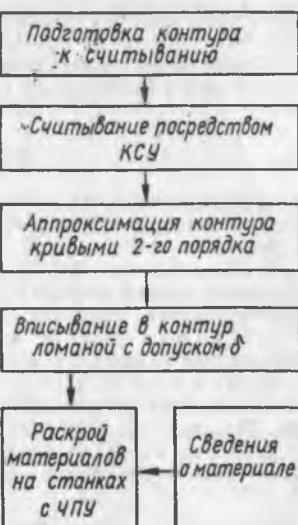 Подготовка контура
к считыванию
Считывание посредством
КСУ
Аппроксимация контура
кривыми 2-го порядка
Вписывание в контур
ломаной с допуском δ
Раскрой
материалов
на станках
с ЧПУ
Сведения
о материале